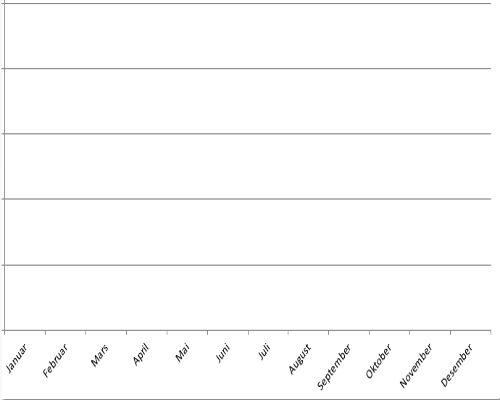 Januar
Februar
Mars
April
Mai
Juni
Juli
August
September
Oktober
November
Desember